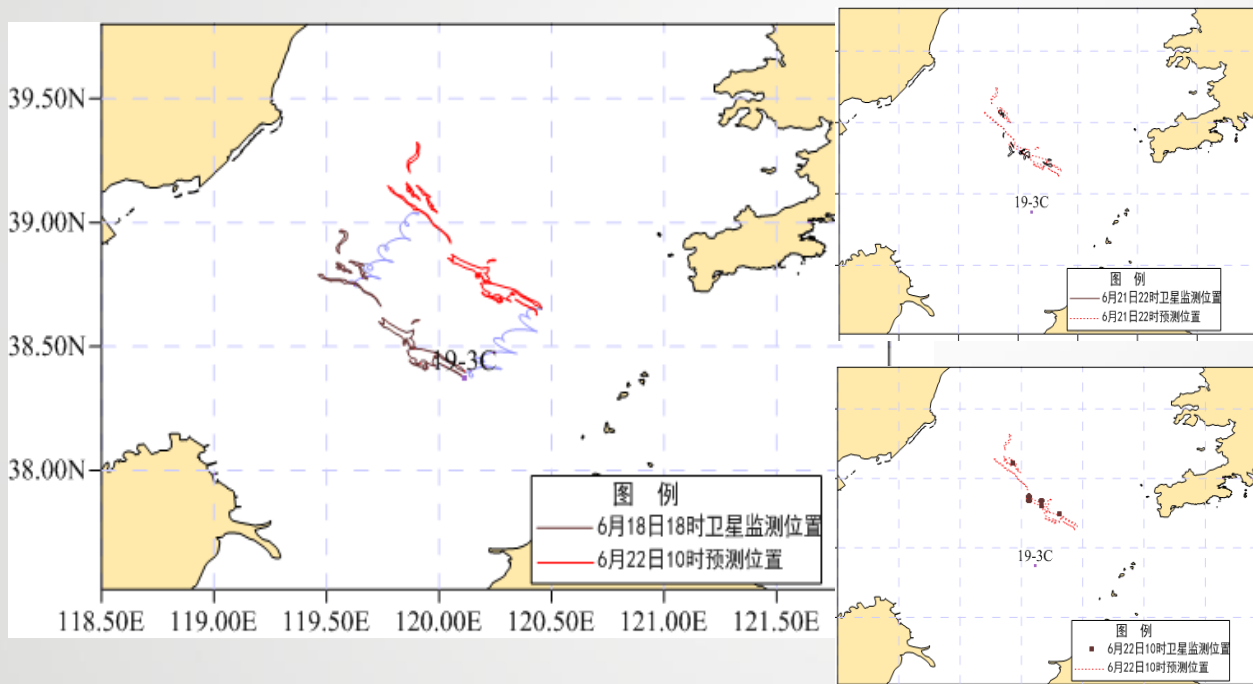 39.50N
39.00N
38.50N
38.00N
19-3C
图 例
6月18日18时卫星监测位置
6月22日10时预测位置
118.50E 119.00E 119.50E 120.00E 120.50E 121.00E 121.50E
19-3C
图 例
6月21日22时卫星监测位置
6月21日22时预测位置
19-3C
图 例
6月22日10时卫星监测位置
6月22日10时预测位置